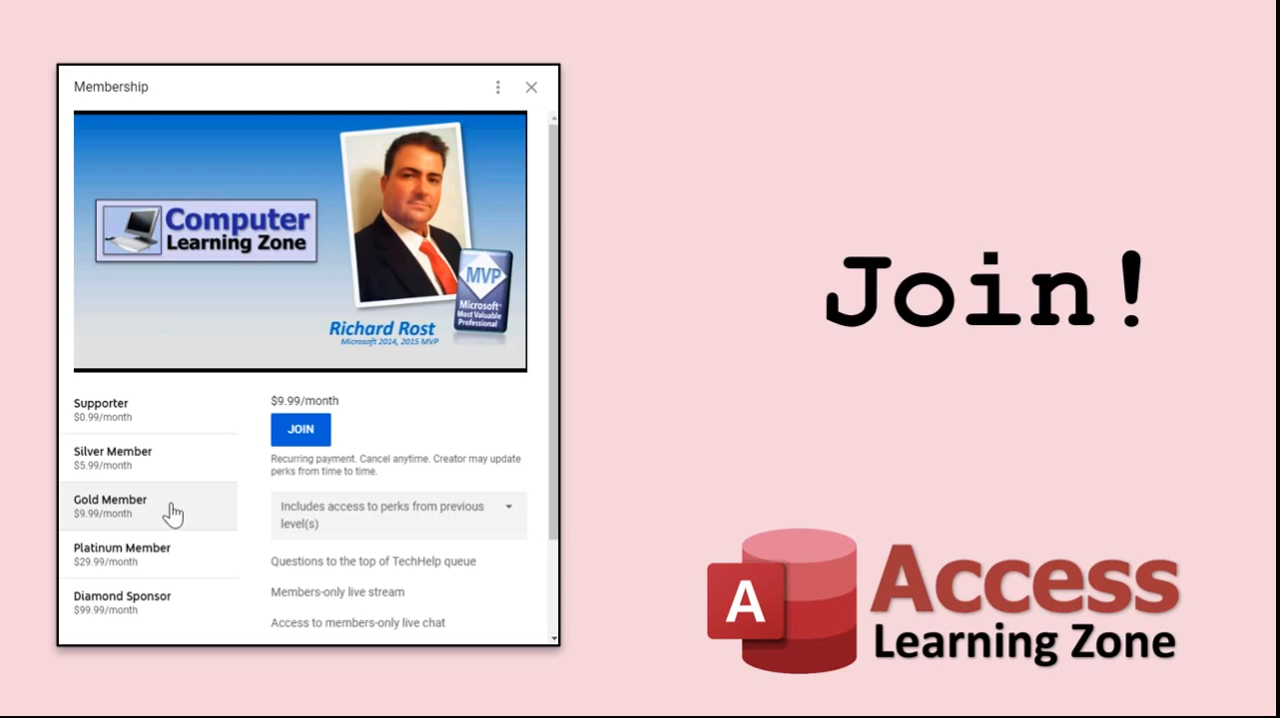 Membership
Computer
Learning Zone
MVP
Microsoft®
Most Valuable
Professional
Richard Rost
Microsoft 2014, 2015 MVP
Supporter
$0.99/month
Silver Member
$5.99/month
Gold Member
$9.99/month
Platinum Member
$29.99/month
Diamond Sponsor
$99.99/month
$9.99/month
JOIN
Recurring payment. Cancel anytime. Creator may update
perks from time to time.
Includes access to perks from previous
level(s)
Questions to the top of TechHelp queue
Members-only live stream
Access to members-only live chat
Join!
A
Access
Learning Zone